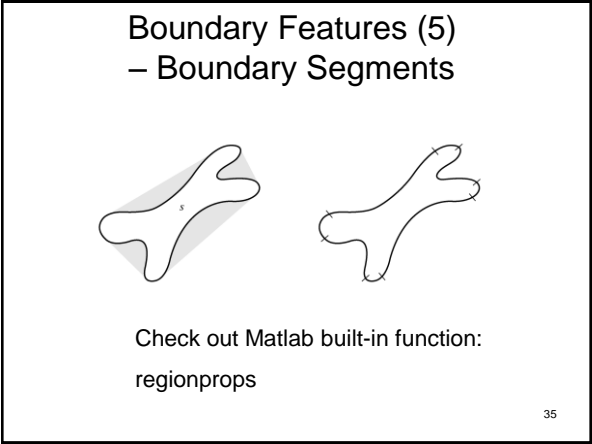 Boundary Features (5)
– Boundary Segments
s
Check out Matlab built-in function:
regionprops
35